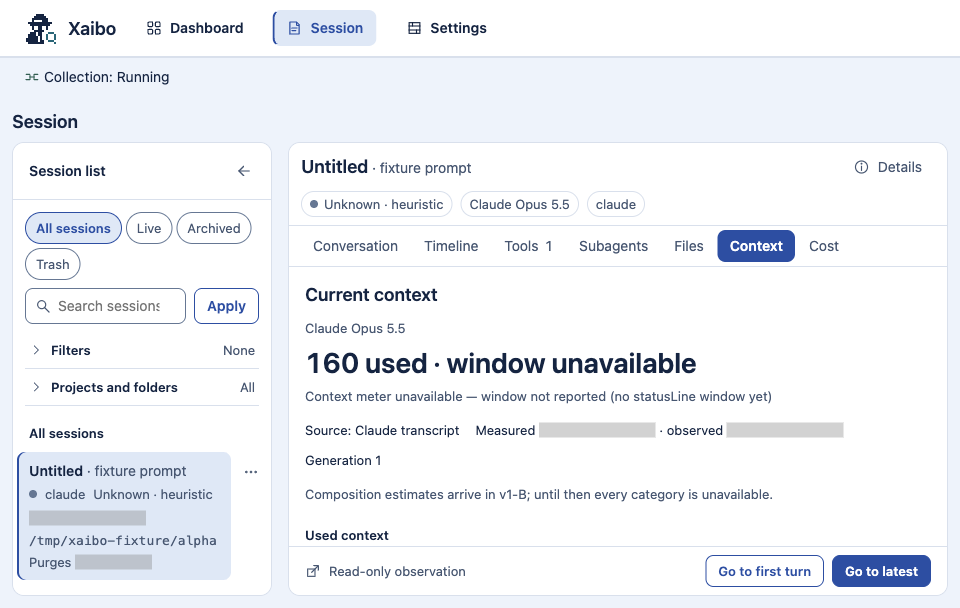 Xaibo Dashboard Session Settings
Collection: Running
Session
Session list
All sessions Live Archived
Trash
Search sessions Apply
Filters None
Projects and folders All
All sessions
Untitled · fixture prompt
claude Unknown · heuristic
/tmp/xaibo-fixture/alpha
Purges
Untitled · fixture prompt Details
Unknown · heuristic Claude Opus 5.5 claude
Conversation Timeline Tools 1 Subagents Files Context Cost
Current context
Claude Opus 5.5
160 used · window unavailable
Context meter unavailable — window not reported (no statusLine window yet)
Source: Claude transcript Measured · observed
Generation 1
Composition estimates arrive in v1-B; until then every category is unavailable.
Used context
Read-only observation Go to first turn Go to latest